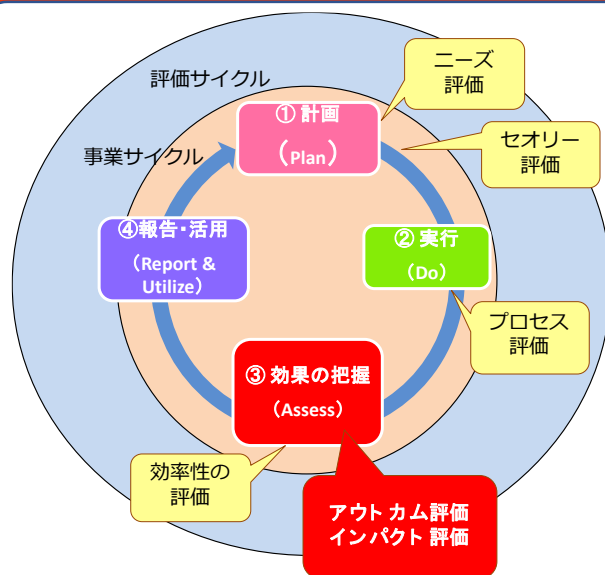 評価サイクル
事業サイクル
ニーズ
評価
① 計画
（Plan）
セオリー
評価
② 実行
（Do）
プロセス
評価
③ 効果の把握
（Assess）
アウトカム評価
インパクト評価
効率性の
評価
④報告・活用
（Report &
Utilize）